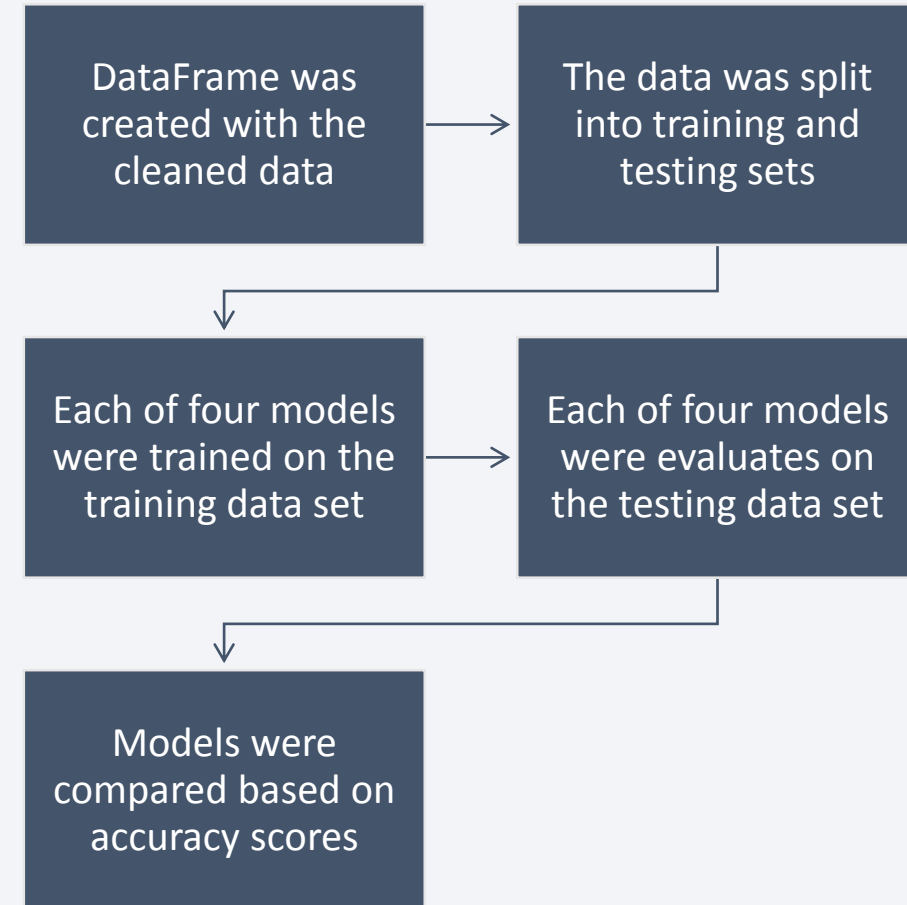 DataFrame was
created with the
cleaned data
The data was split
into training and
testing sets
Each of four models
were trained on the
training data set
Each of four models
were evaluates on
the testing data set
Models were
compared based on
accuracy scores